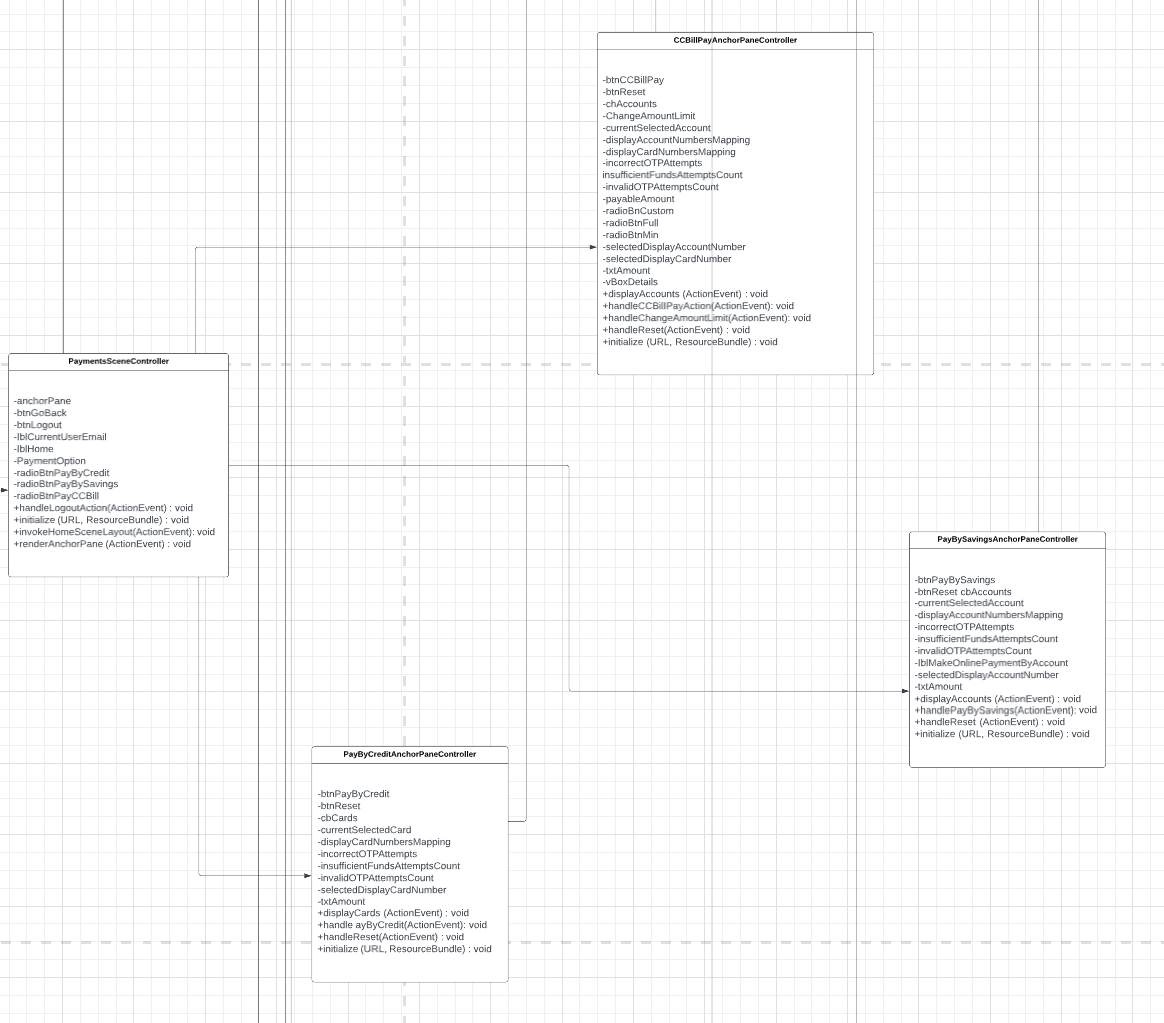 CCBillPayAnchorPaneController
-btnCCBillPay
-btnReset
-chAccounts
-ChangeAmountLimit
-currentSelectedAccount
-displayAccountNumbersMapping
-displayCardNumbersMapping
-incorrectOTPAttempts
insufficientFundsAttemptsCount
-invalidOTPAttemptsCount
-payableAmount
-radioBnCustom
-radioBtnFull
-radioBtnMin
-selectedDisplayAccountNumber
-selectedDisplayCardNumber
-txtAmount
-vBoxDetails
+displayAccounts (ActionEvent) : void
+handleCCBillPayAction(ActionEvent): void
+handleChangeAmountLimit(ActionEvent): void
+handleReset(ActionEvent) : void
+initialize (URL, ResourceBundle) : void
PaymentsSceneController
-anchorPane
-btnGoBack
-btnLogout
-lblCurrentUserEmail
-lblHome
-PaymentOption
-radioBtnPayByCredit
-radioBtnPayBySavings
-radioBtnPayCCBill
+handleLogoutAction(ActionEvent) : void
+initialize (URL, ResourceBundle) : void
+invokeHomeSceneLayout(ActionEvent): void
+renderAnchorPane (ActionEvent) : void
PayBySavingsAnchorPaneController
-btnPayBySavings
-btnReset cbAccounts
-currentSelectedAccount
-displayAccountNumbersMapping
-incorrectOTPAttempts
-insufficientFundsAttemptsCount
-invalidOTPAttemptsCount
-lblMakeOnlinePaymentByAccount
-selectedDisplayAccountNumber
-txtAmount
+displayAccounts (ActionEvent) : void
+handlePayBySavings(ActionEvent): void
+handleReset (ActionEvent) : void
+initialize (URL, ResourceBundle) : void
PayByCreditAnchorPaneController
-btnPayByCredit
-btnReset
-cbCards
-currentSelectedCard
-displayCardNumbersMapping
-incorrectOTPAttempts
-insufficientFundsAttemptsCount
-invalidOTPAttemptsCount
-selectedDisplayCardNumber
-txtAmount
+displayCards (ActionEvent) : void
+handle ayByCredit(ActionEvent): void
+handleReset(ActionEvent) : void
+initialize (URL, ResourceBundle) : void